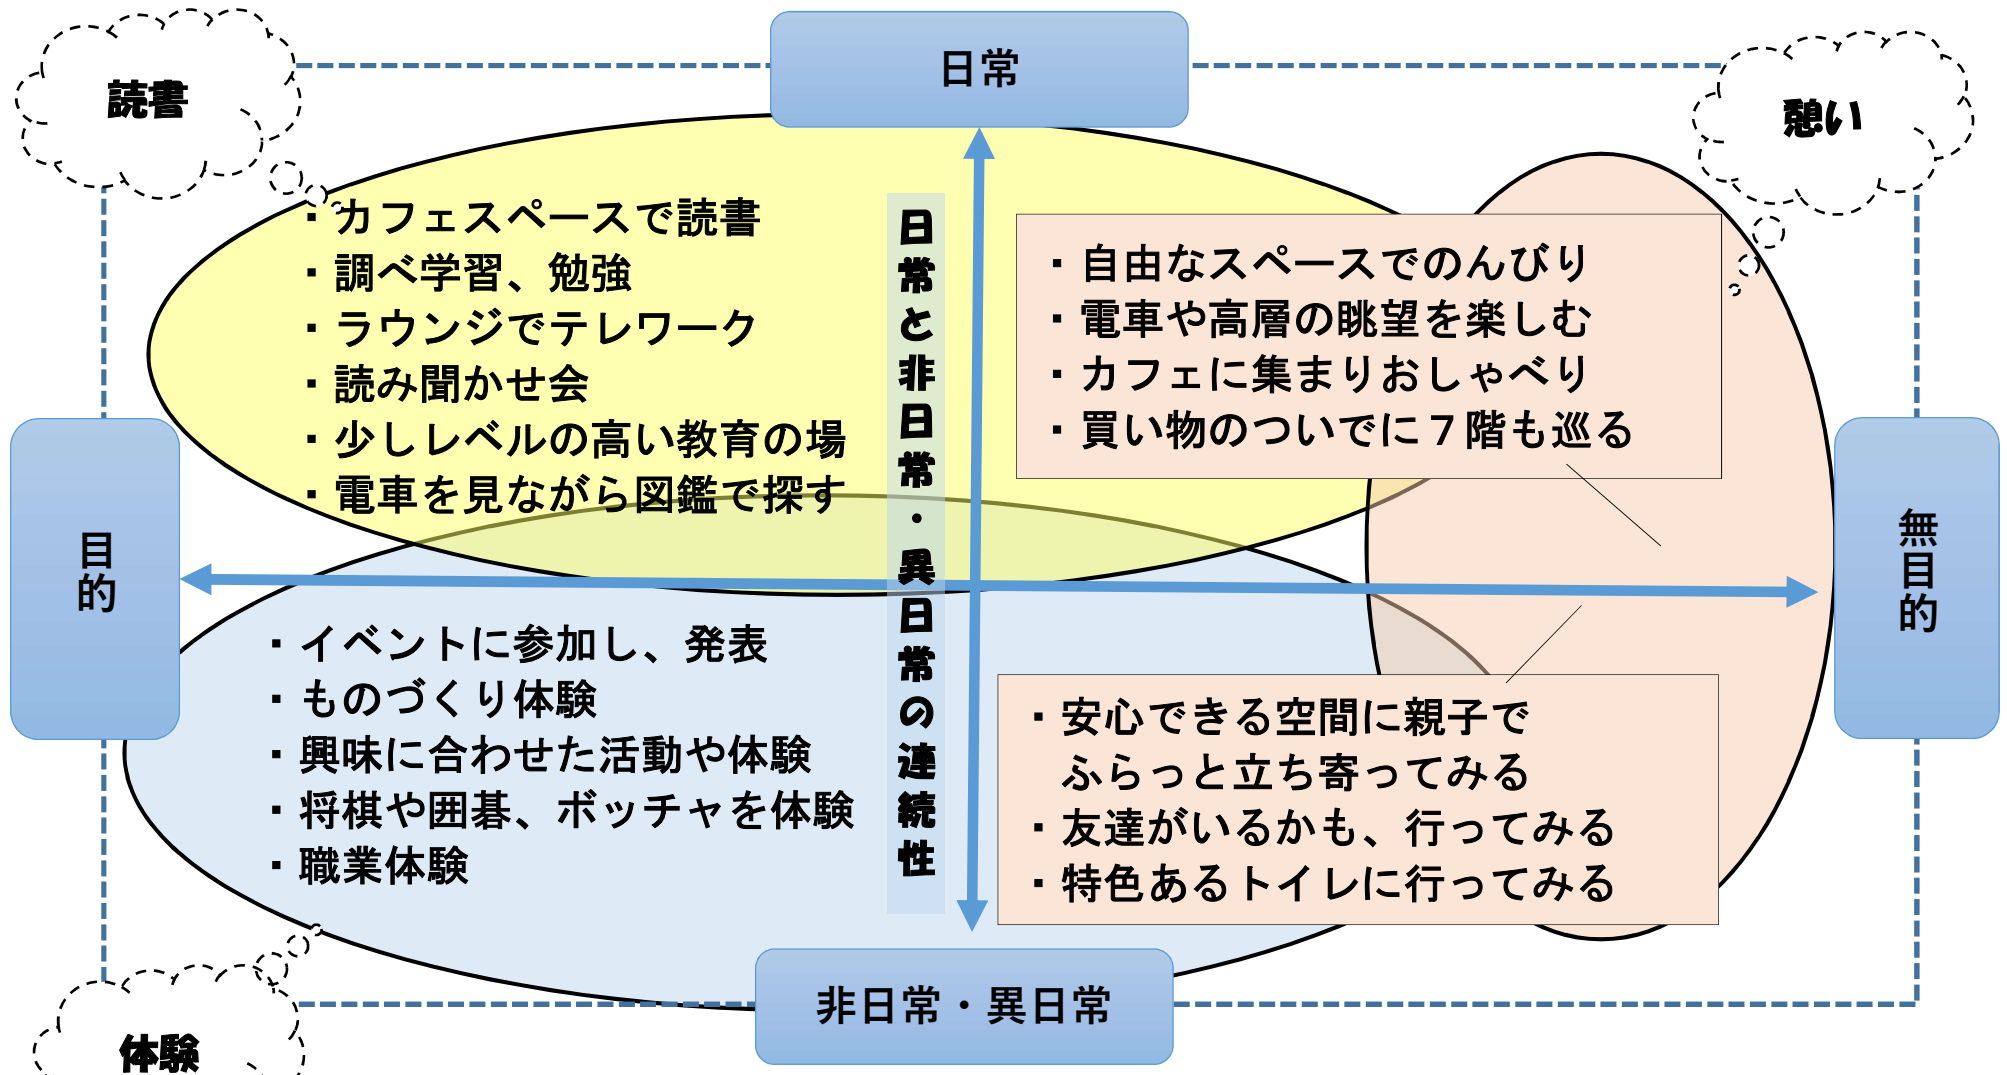 日常
読書
憩い
・カフェスペースで読書
・調べ学習、勉強
・ラウンジでテレワーク
・読み聞かせ会
・少しレベルの高い教育の場
・電車を見ながら図鑑で探す
日常と非日常・異日常の連続性
・自由なスペースでのんびり
・電車や高層の眺望を楽しむ
・カフェに集まりおしゃべり
・買い物のついでに７階も巡る
目的
無目的
・イベントに参加し、発表
・ものづくり体験
・興味に合わせた活動や体験
・将棋や囲碁、ボッチャを体験
・職業体験
・安心できる空間に親子で
ふらっと立ち寄ってみる
・友達がいるかも、行ってみる
・特色あるトイレに行ってみる
非日常・異日常
体験